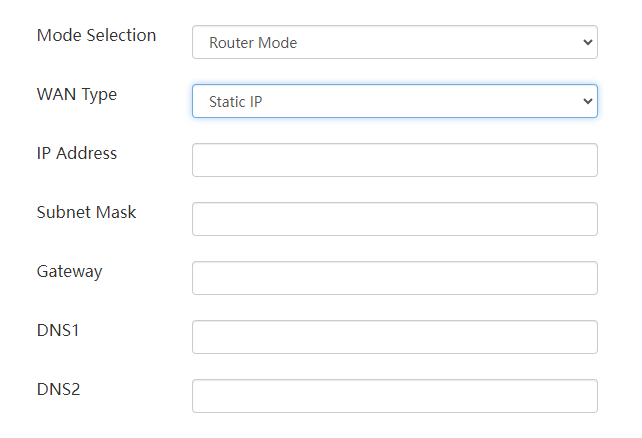 Mode Selection
Router Mode
WAN Type
Static IP
IP Address
Subnet Mask
Gateway
DNS1
DNS2